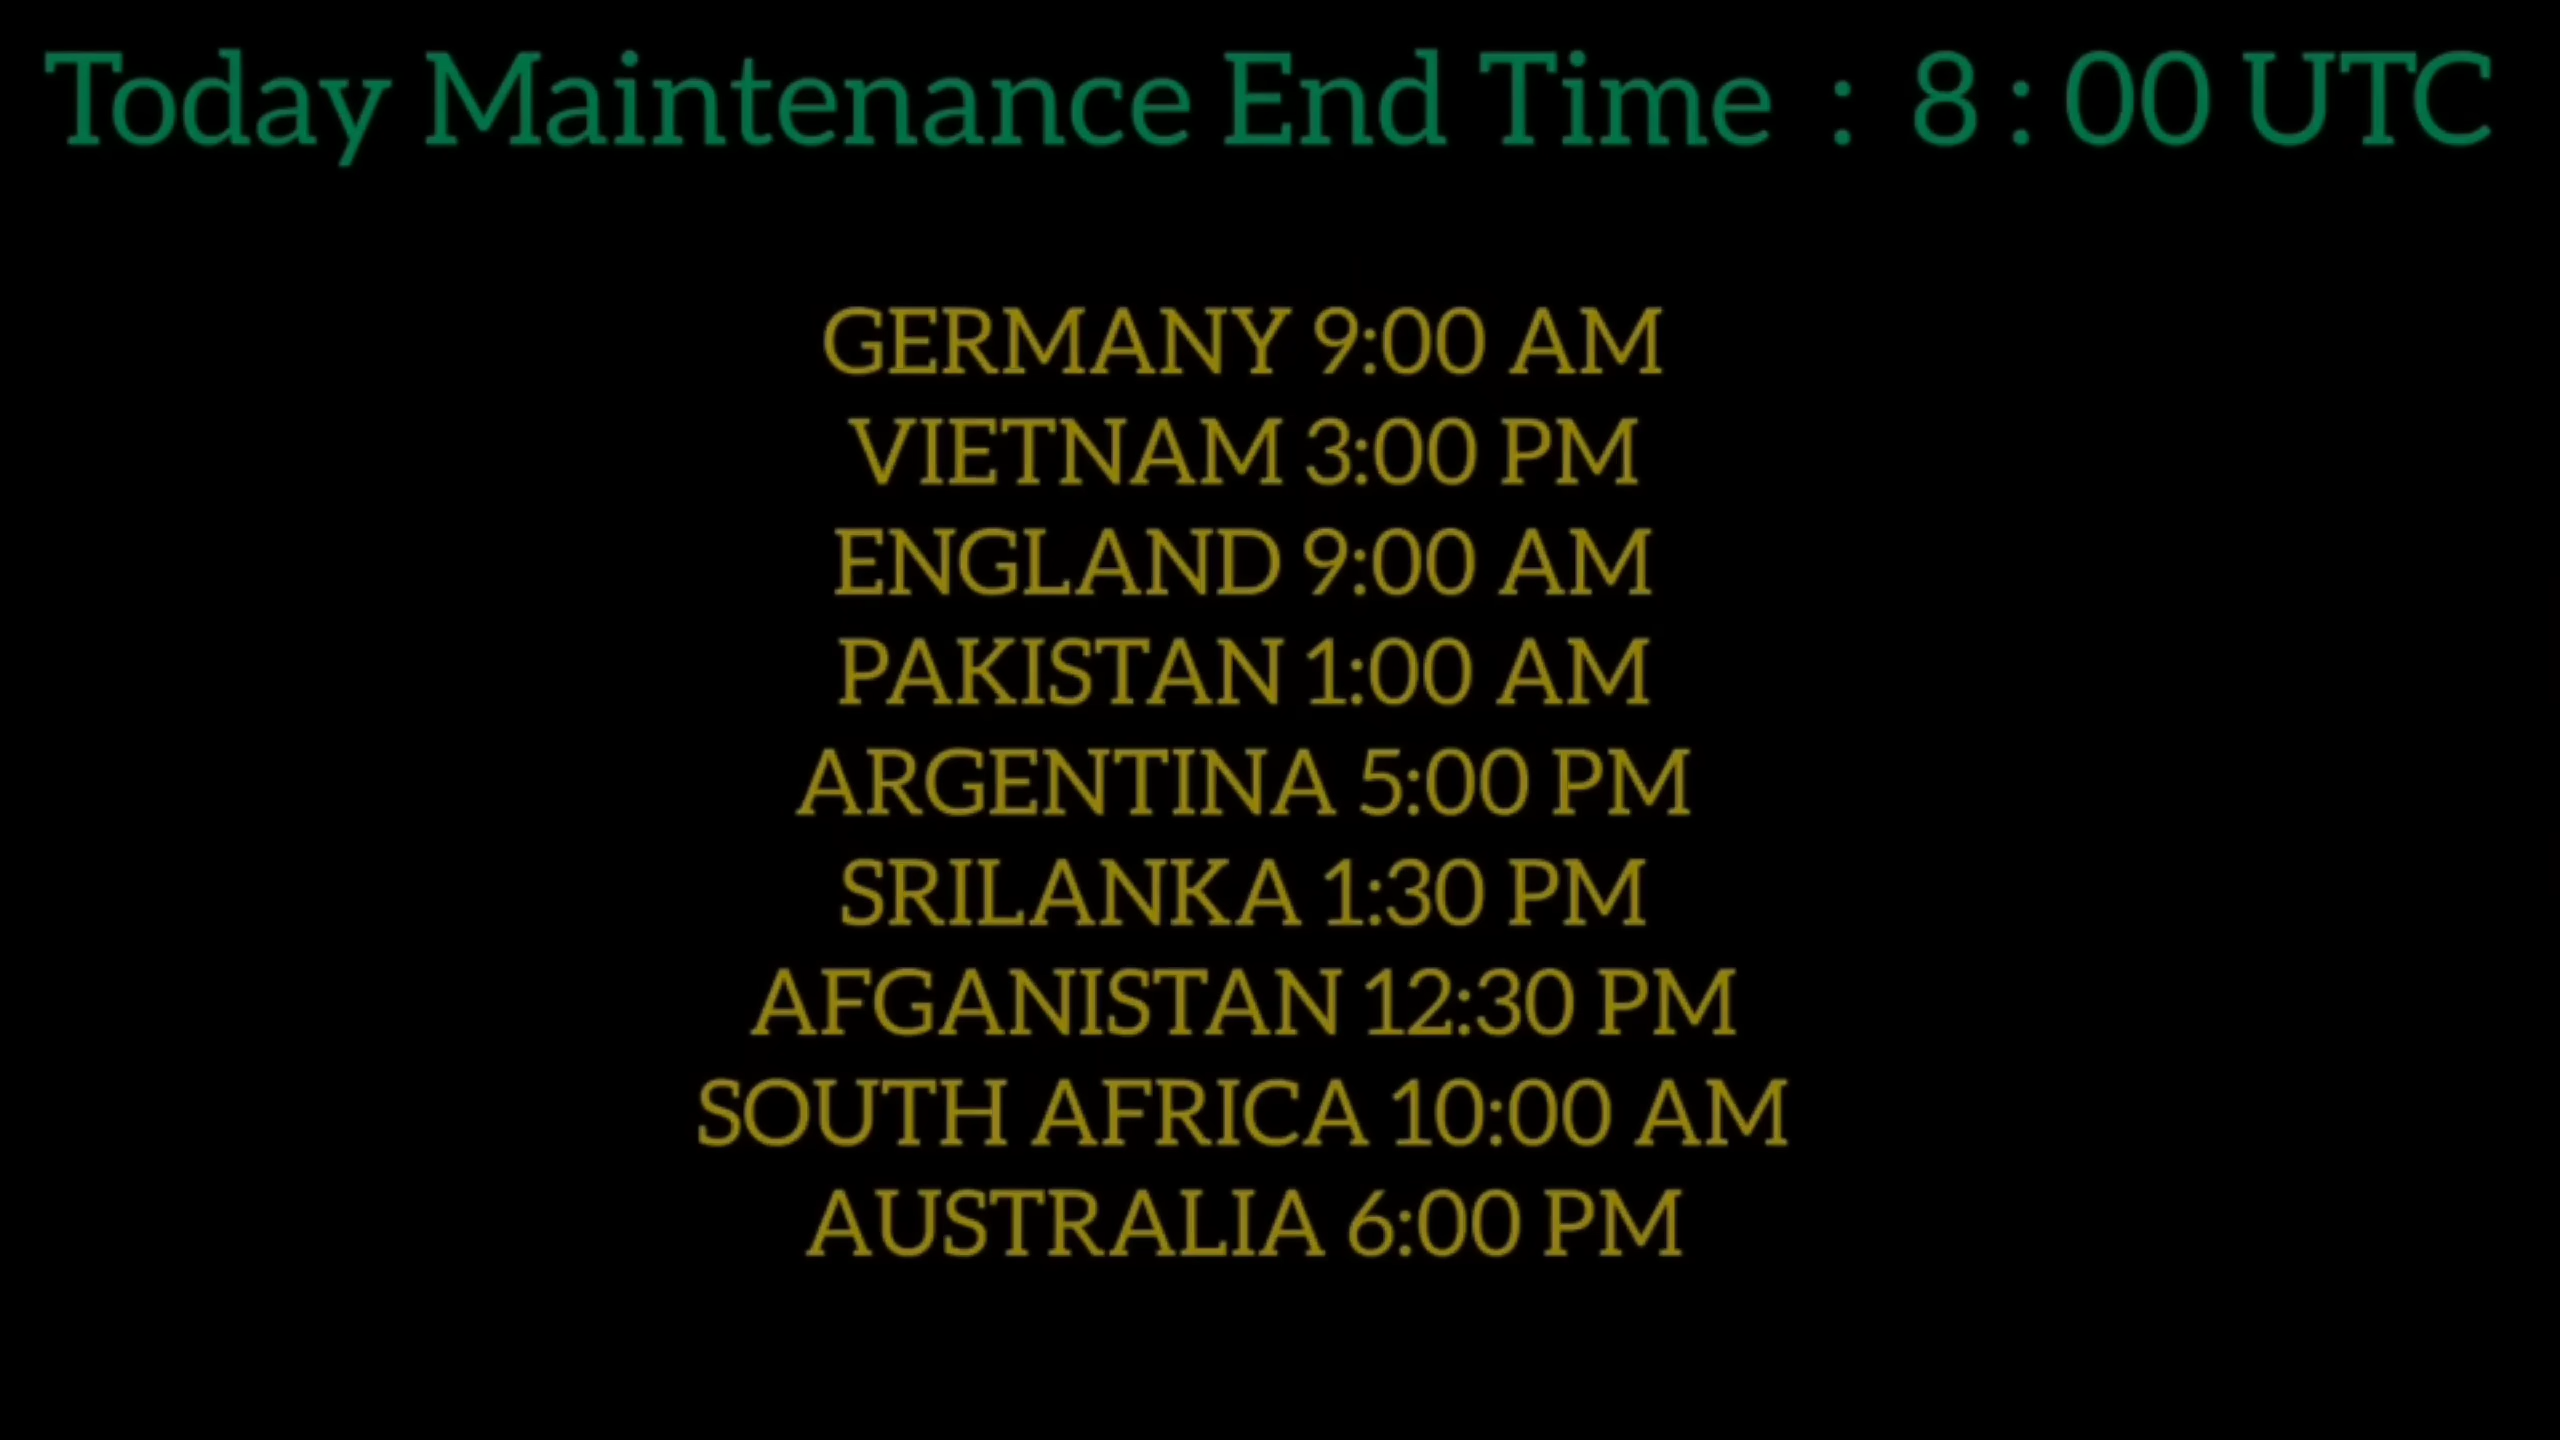 Today Maintenance End Time : 8 : 00 UTC
GERMANY 9:00 AM
VIETNAM 3:00 PM
ENGLAND 9:00 AM
PAKISTAN 1:00 AM
ARGENTINA 5:00 PM
SRILANKA 1:30 PM
AFGANISTAN 12:30 PM
SOUTH AFRICA 10:00 AM
AUSTRALIA 6:00 PM